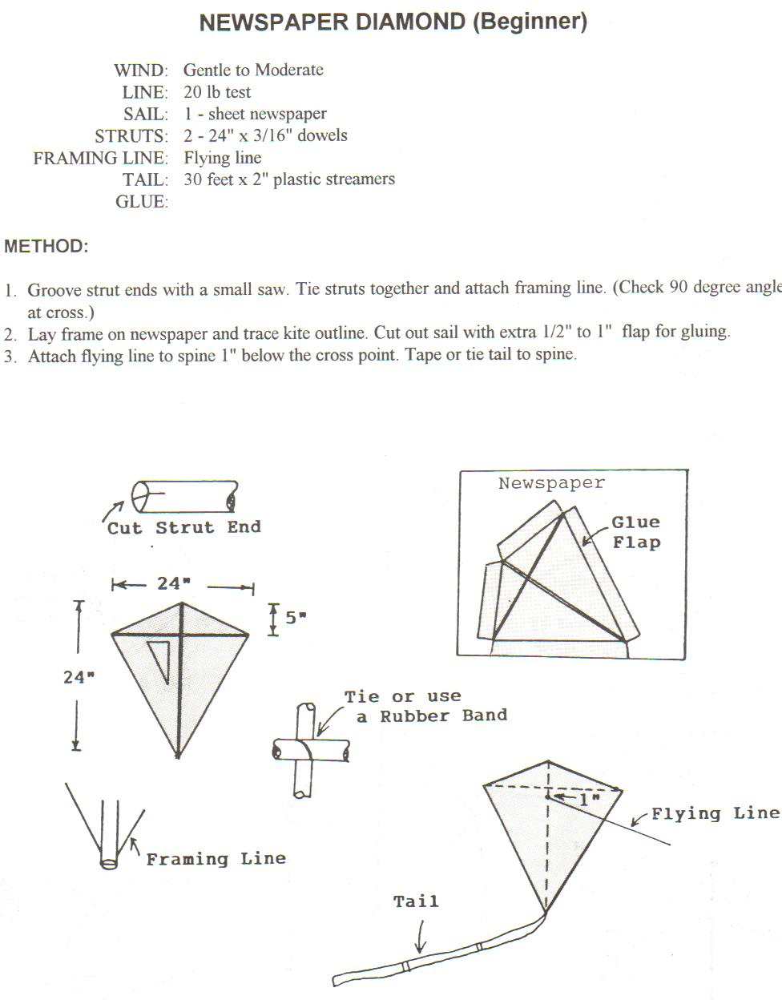 NEWSPAPER DIAMOND (Beginner)
WIND: Gentle to Moderate
LINE: 20 lb test
SAIL: 1 - sheet newspaper
STRUTS: 2 - 24" x 3/16" dowels
FRAMING LINE: Flying line
TAIL: 30 feet x 2" plastic streamers
GLUE:
METHOD:
1. Groove strut ends with a small saw. Tie struts together and attach framing line. (Check 90 degree angle
at cross.)
2. Lay frame on newspaper and trace kite outline. Cut out sail with extra 1/2" to 1" flap for gluing.
3. Attach flying line to spine 1" below the cross point. Tape or tie tail to spine.
Newspaper
Glue
Flap
Cut Strut End
24"
5"
24"
Tie or use
a Rubber Band
1"
Flying Line
Framing Line
Tail